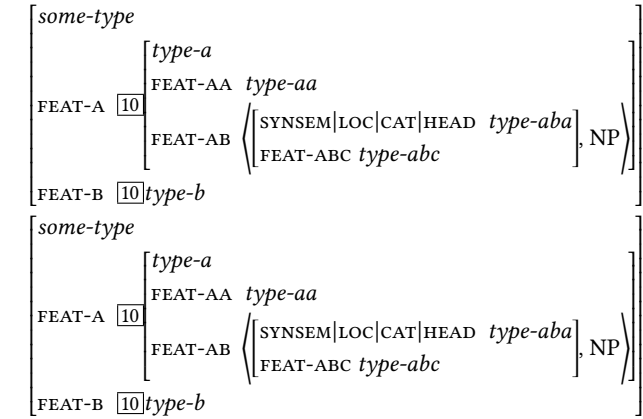 some-type
type-a
FEAT-AA type-aa
FEAT-A 10
SYNSEM|LOC|CAT|HEAD type-aba
FEAT-AB , NP
FEAT-ABC type-abc
FEAT-B 10 type-b
some-type
type-a
FEAT-AA type-aa
FEAT-A 10
SYNSEM|LOC|CAT|HEAD type-aba
FEAT-AB , NP
FEAT-ABC type-abc
FEAT-B 10 type-b